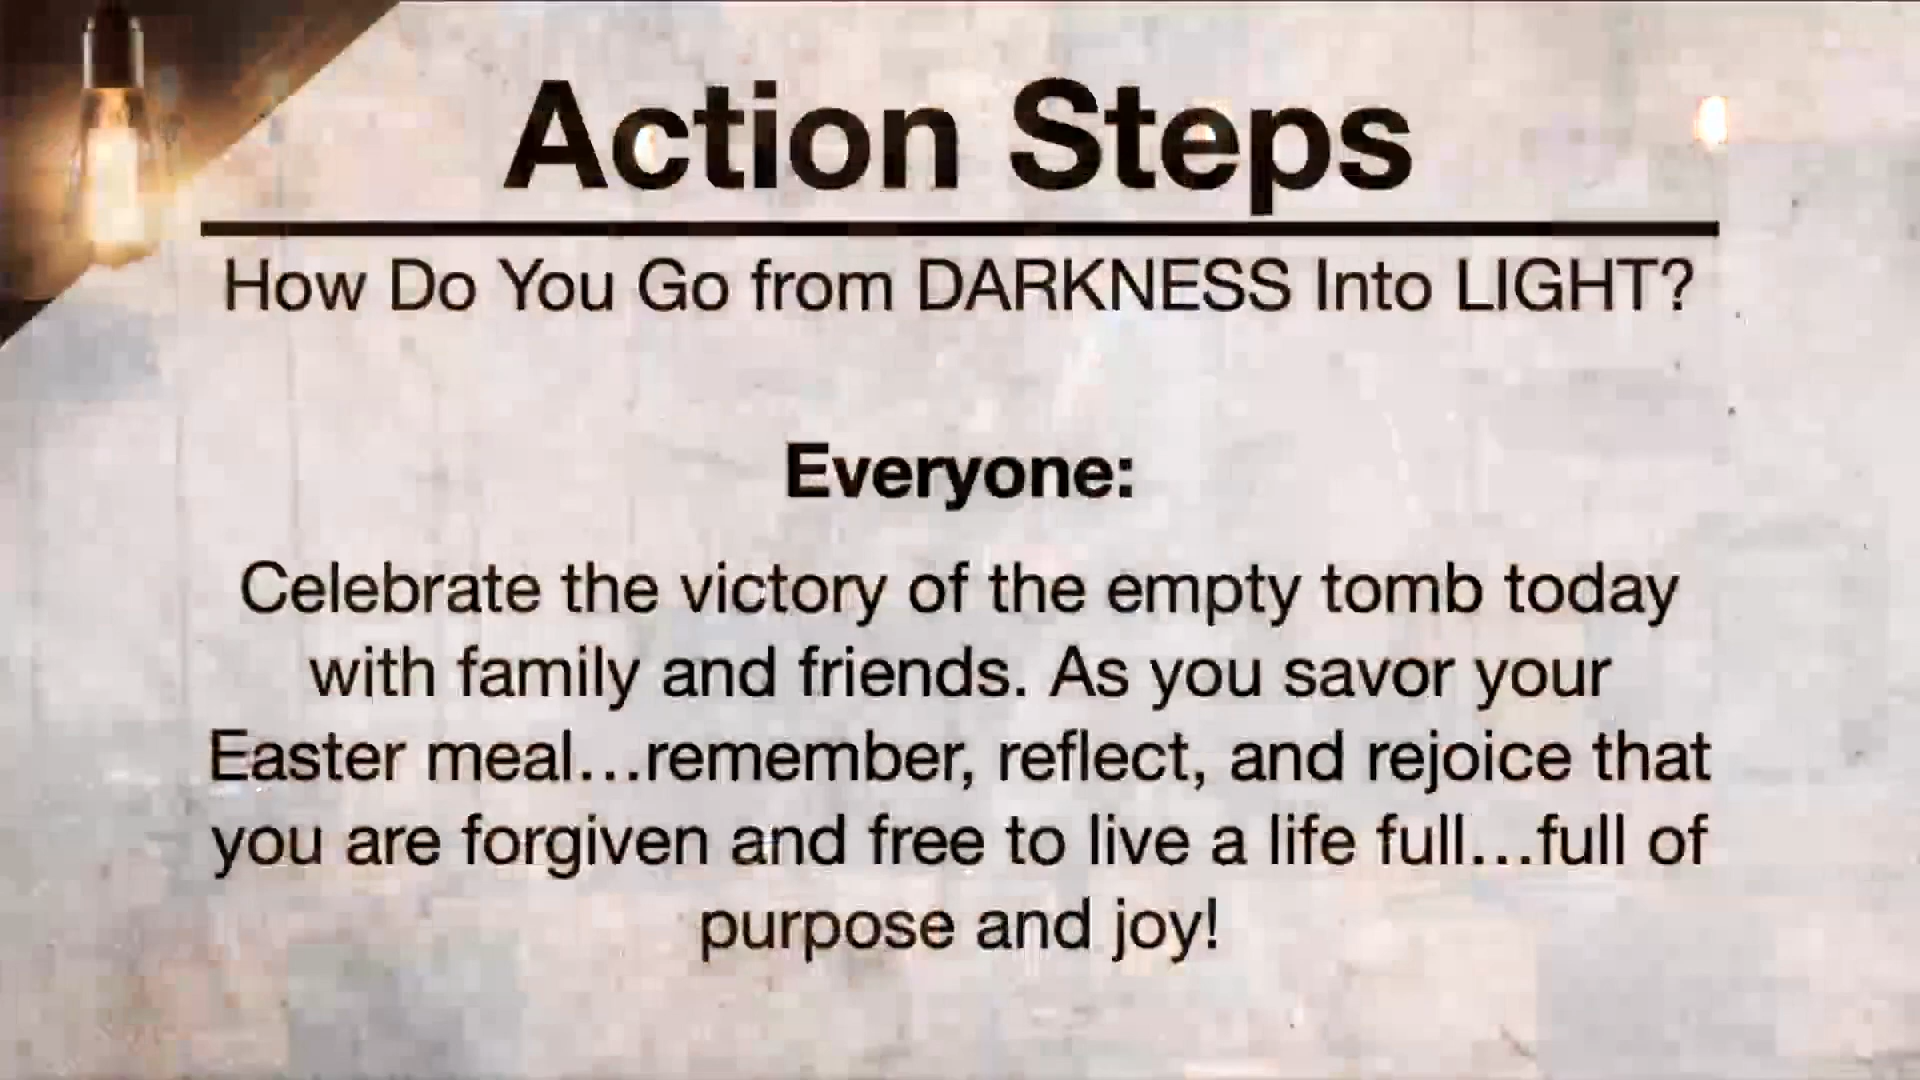 Action Steps
How Do You Go from DARKNESS Into LIGHT?
Everyone:
Celebrate the victory of the empty tomb today
with family and friends. As you savor your
Easter meal…remember, reflect, and rejoice that
you are forgiven and free to live a life full…full of
purpose and joy!